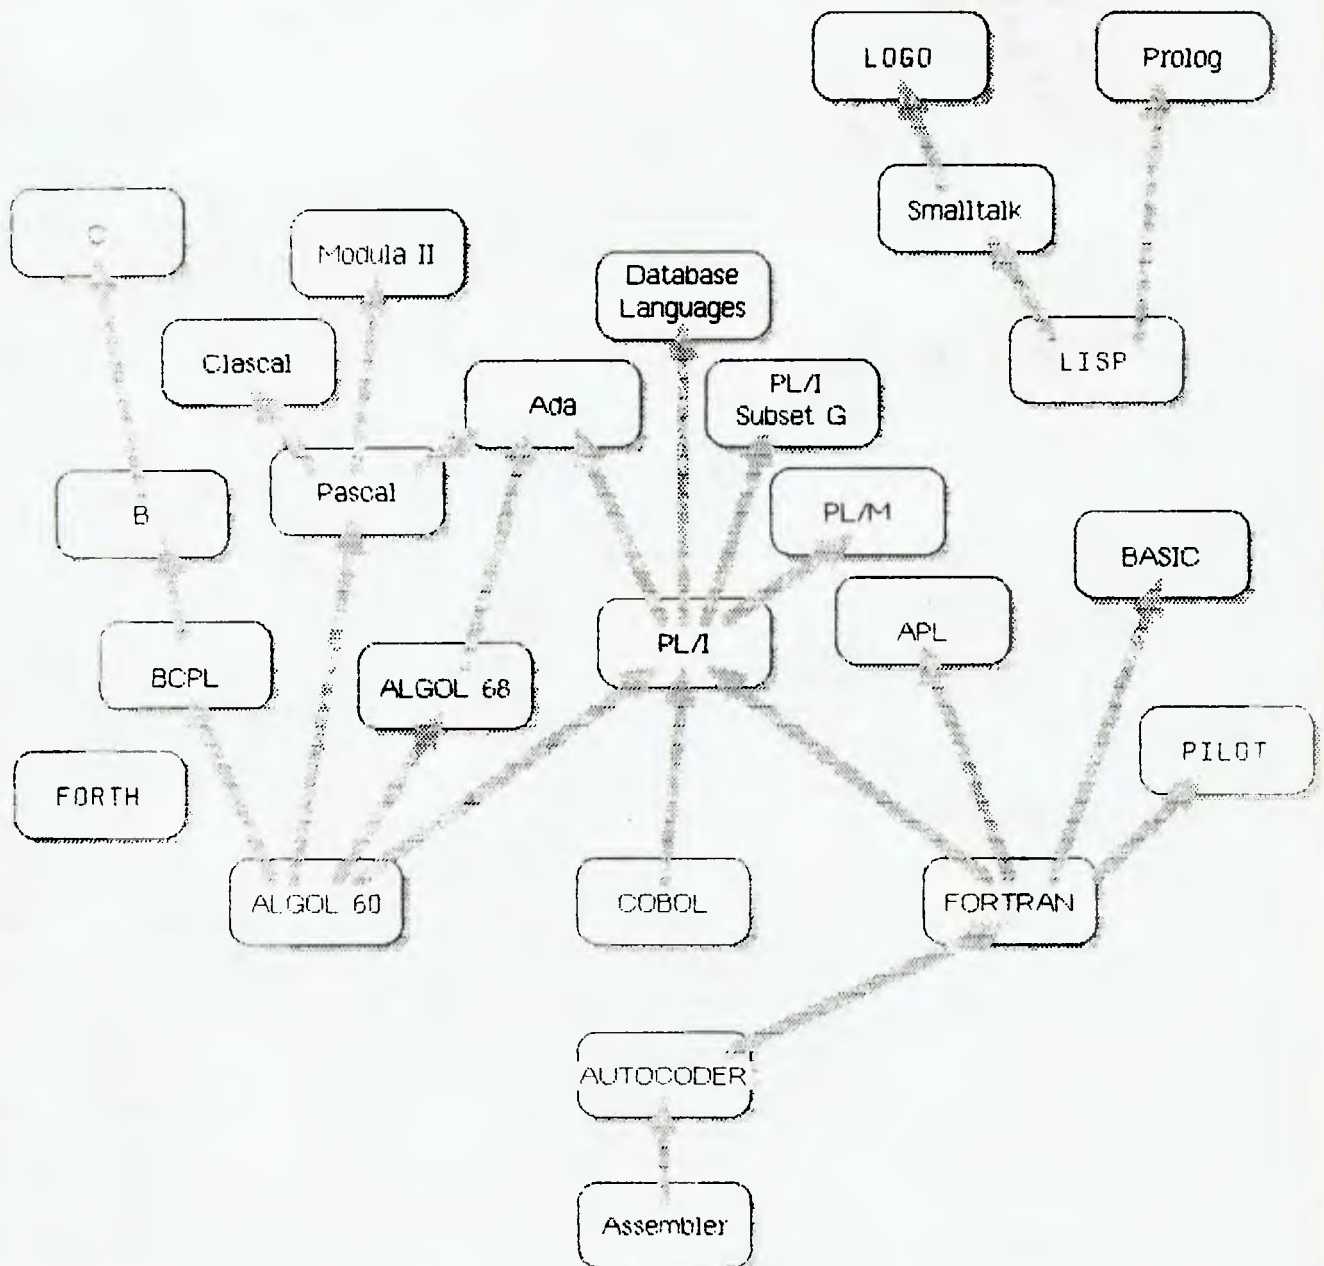 LOGO
Prolog
Smalltalk
C
Modula II
Database
Languages
Clascal
LISP
Ada
PL/I
Subset G
Pascal
B
PL/M
BASIC
APL
PL/I
BCPL
ALGOL 68
PILOT
FORTH
ALGOL 60
COBOL
FORTRAN
AUTOCODER
Assembler